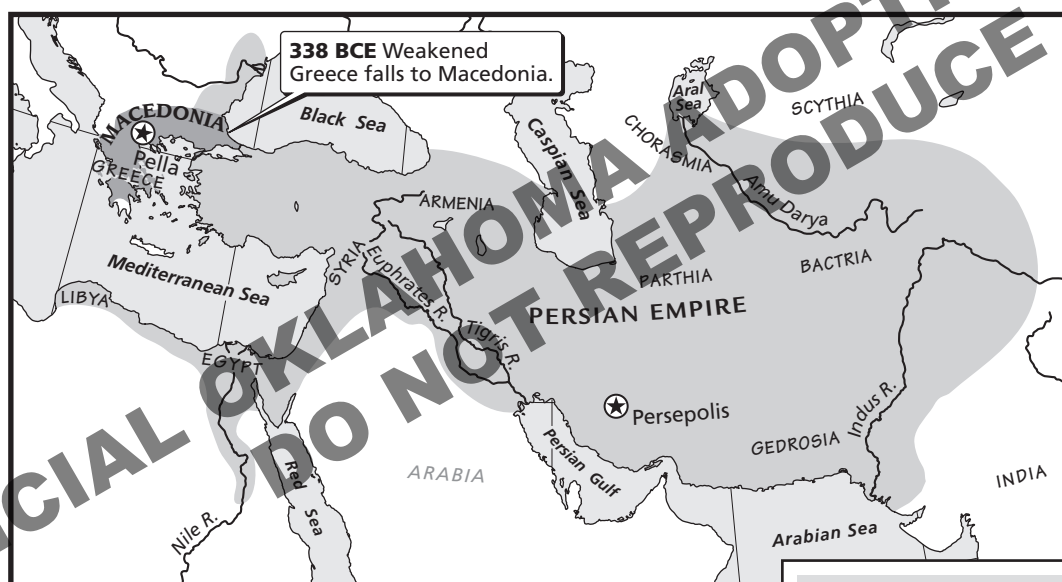 338 BCE Weakened
Greece falls to Macedonia.
MACEDONIA
Pella
GREECE
Black Sea
Caspian Sea
Aral
Sea
SCYTHIA
CHORASMIA
Amu Darya
ARMENIA
SYRIA
Euphrates R.
Tigris R.
Mediterranean Sea
LIBYA
EGYPT
PARTHIA
BACTRIA
PERSIAN EMPIRE
Persepolis
GEDROSIA
Indus R.
INDIA
Persian Gulf
ARABIA
Red
Sea
Nile R.
Arabian Sea
CIAL OKLAHOMA ADOPT
DO NOT REPRODUCE